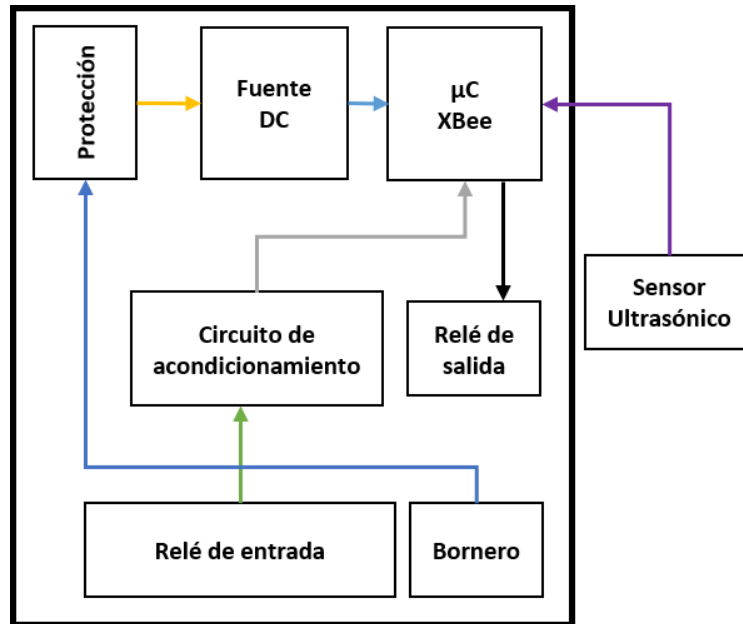 Protección
Fuente
DC
µC
XBee
Sensor
Ultrasónico
Circuito de
acondicionamiento
Relé de
salida
Relé de entrada
Bornero